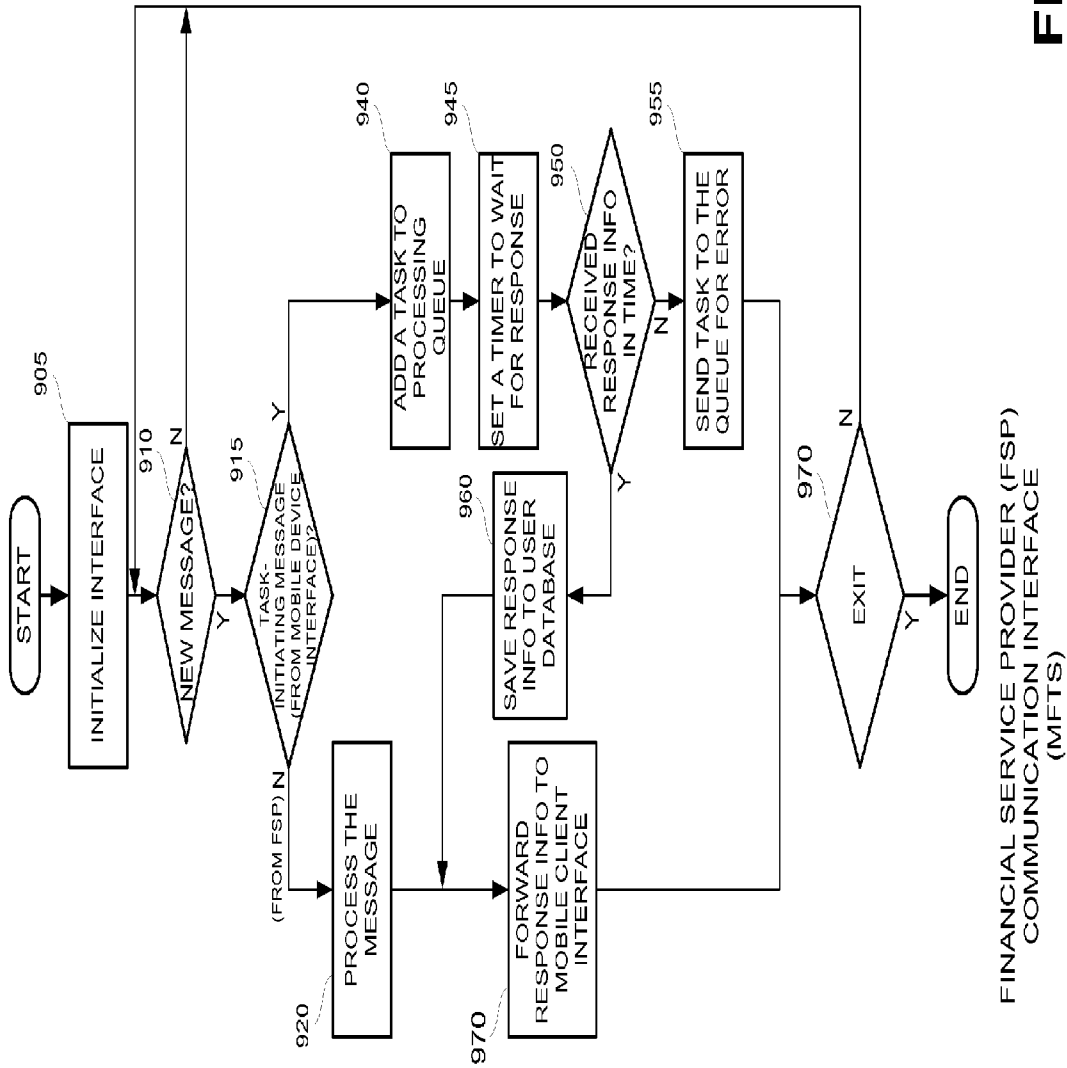 START
905
INITIALIZE INTERFACE
910
NEW MESSAGE?
N
Y
915
TASK-
INITIATING MESSAGE
(FROM MOBILE DEVICE
INTERFACE)?
Y
(FROM FSP) N
920
PROCESS THE
MESSAGE
940
ADD A TASK TO
PROCESSING
QUEUE
945
SET A TIMER TO WAIT
FOR RESPONSE
950
RECEIVED
RESPONSE INFO
IN TIME?
Y
N
960
SAVE RESPONSE
INFO TO USER
DATABASE
955
SEND TASK TO THE
QUEUE FOR ERROR
970
FORWARD
RESPONSE INFO TO
MOBILE CLIENT
INTERFACE
970
EXIT
N
Y
END
FINANCIAL SERVICE PROVIDER (FSP)
COMMUNICATION INTERFACE
(MFTS)